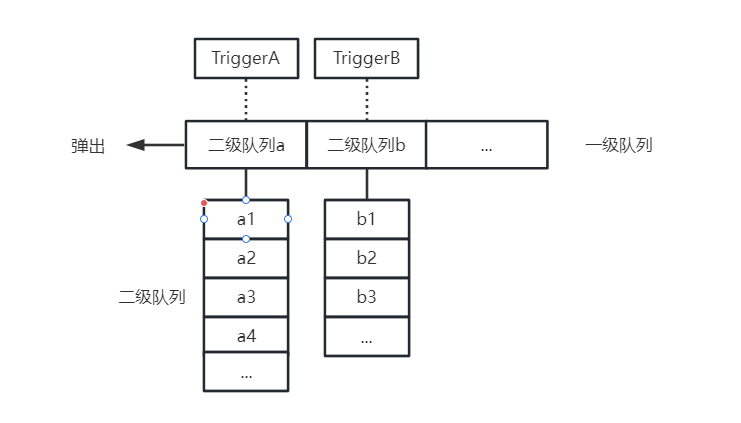 TriggerA
TriggerB
弹出
二级队列a
二级队列b
...
一级队列
a1
b1
a2
b2
二级队列
a3
b3
a4
...
...